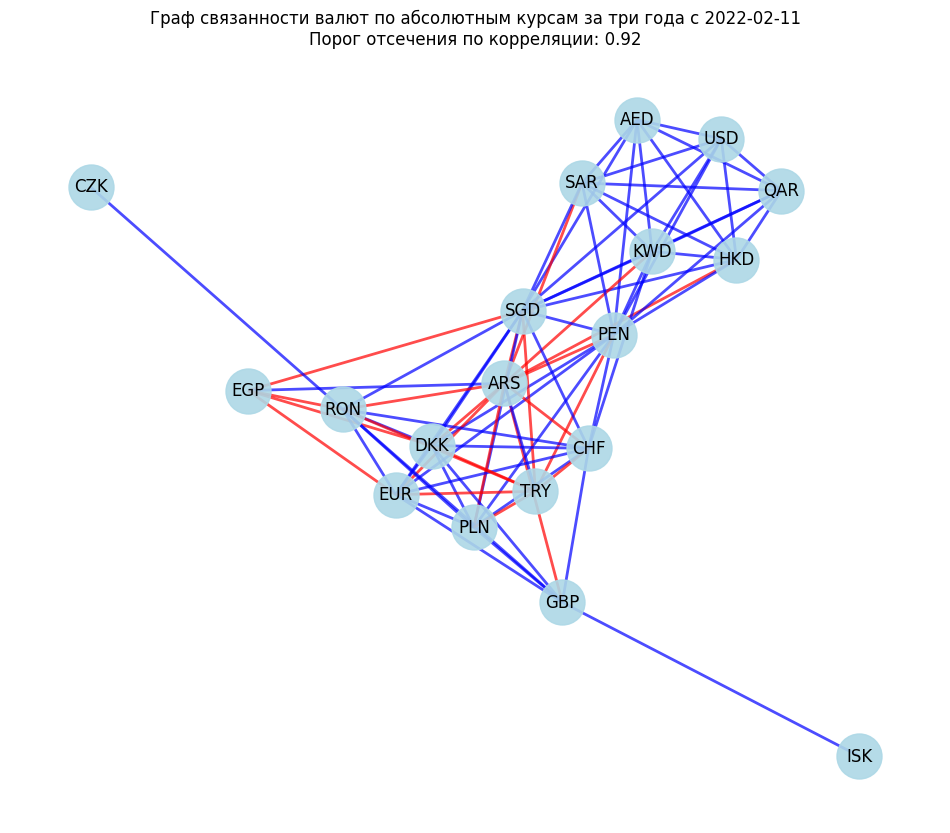 Граф связанности валют по абсолютным курсам за три года с 2022-02-11
Порог отсечения по корреляции: 0.92
AED
USD
CZK
SAR
QAR
KWD
HKD
SGD
PEN
ARS
EGP
RON
DKK
CHF
EUR
TRY
PLN
GBP
ISK